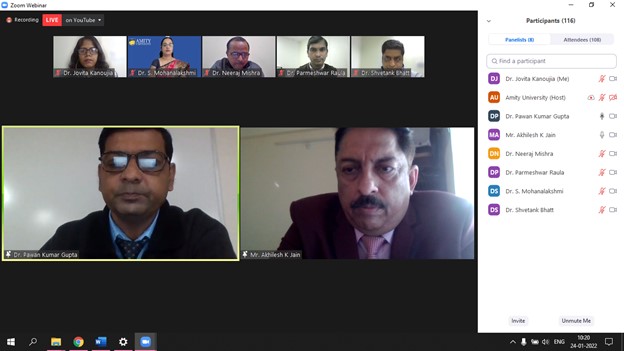 Zoom Webinar
Recording LIVE on YouTube
Participants (116)
Panelists (8) Attendees (108)
Find a participant
AMITY
Dr. Jovita Kanoujia
Dr. S. Mohanalakshmi
Dr. Neeraj Mishra
Dr. Parmeshwar Raula
Dr. Shvetank Bhatt
Dr. Pawan Kumar Gupta
Mr. Akhilesh K Jain
DJ Dr. Jovita Kanoujia (Me)
AU Amity University (Host)
DP Dr. Pawan Kumar Gupta
MA Mr. Akhilesh K Jain
DN Dr. Neeraj Mishra
DP Dr. Parmeshwar Raula
DS Dr. S. Mohanalakshmi
DS Dr. Shvetank Bhatt
Invite Unmute Me
ENG
10:20
24-01-2022